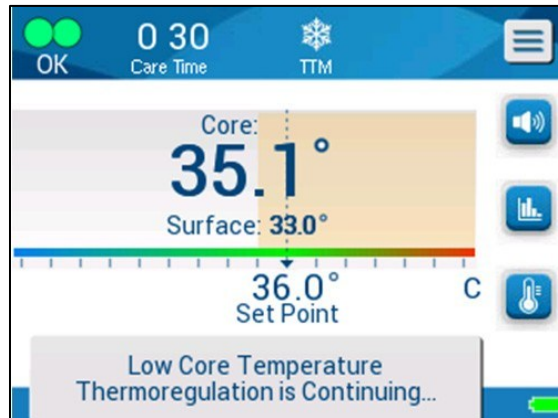 OK
0 30
Care Time
TTM
Core:
35.1°
Surface: 33.0°
36.0°
C
Set Point
Low Core Temperature
Thermoregulation is Continuing...